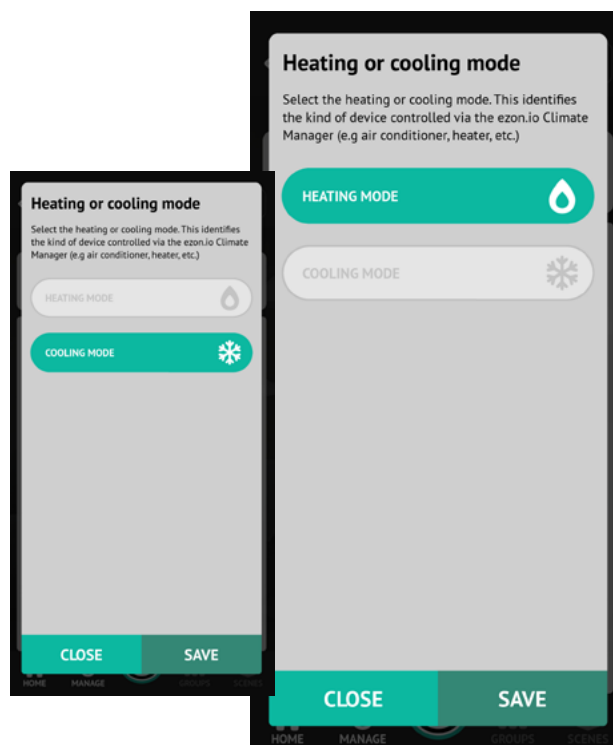 Heating or cooling mode
Select the heating or cooling mode. This identifies
the kind of device controlled via the ezon.io Climate
Manager (e.g air conditioner, heater, etc.)
HEATING MODE
COOLING MODE
CLOSE SAVE
HOME MANAGE GROUPS SCENES
Heating or cooling mode
Select the heating or cooling mode. This identifies
the kind of device controlled via the ezon.io Climate
Manager (e.g air conditioner, heater, etc.)
HEATING MODE
COOLING MODE
CLOSE SAVE
HOME MANAGE GROUPS SCENES